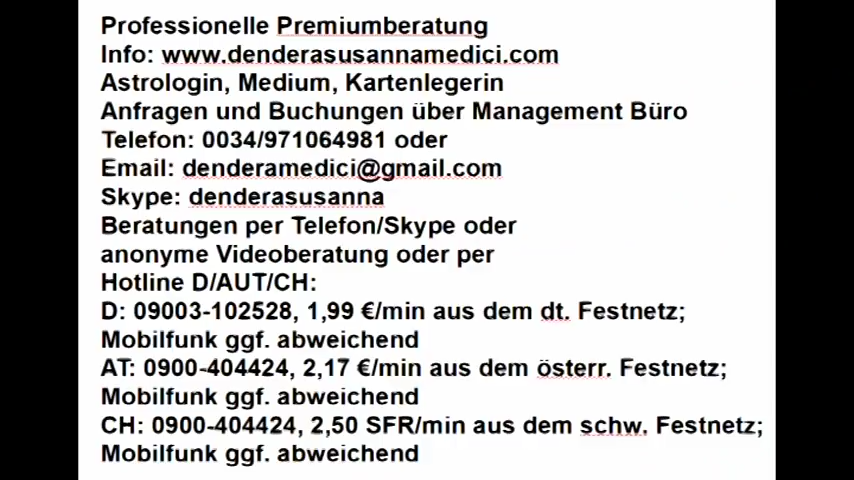 Professionelle Premiumberatung
Info: www.denderasusannamedici.com
Astrologin, Medium, Kartenlegerin
Anfragen und Buchungen über Management Büro
Telefon: 0034/971064981 oder
Email: denderamedici@gmail.com
Skype: denderasusanna
Beratungen per Telefon/Skype oder
anonyme Videoberatung oder per
Hotline D/AUT/CH:
D: 09003-102528, 1,99 €/min aus dem dt. Festnetz;
Mobilfunk ggf. abweichend
AT: 0900-404424, 2,17 €/min aus dem österr. Festnetz;
Mobilfunk ggf. abweichend
CH: 0900-404424, 2,50 SFR/min aus dem schw. Festnetz;
Mobilfunk ggf. abweichend